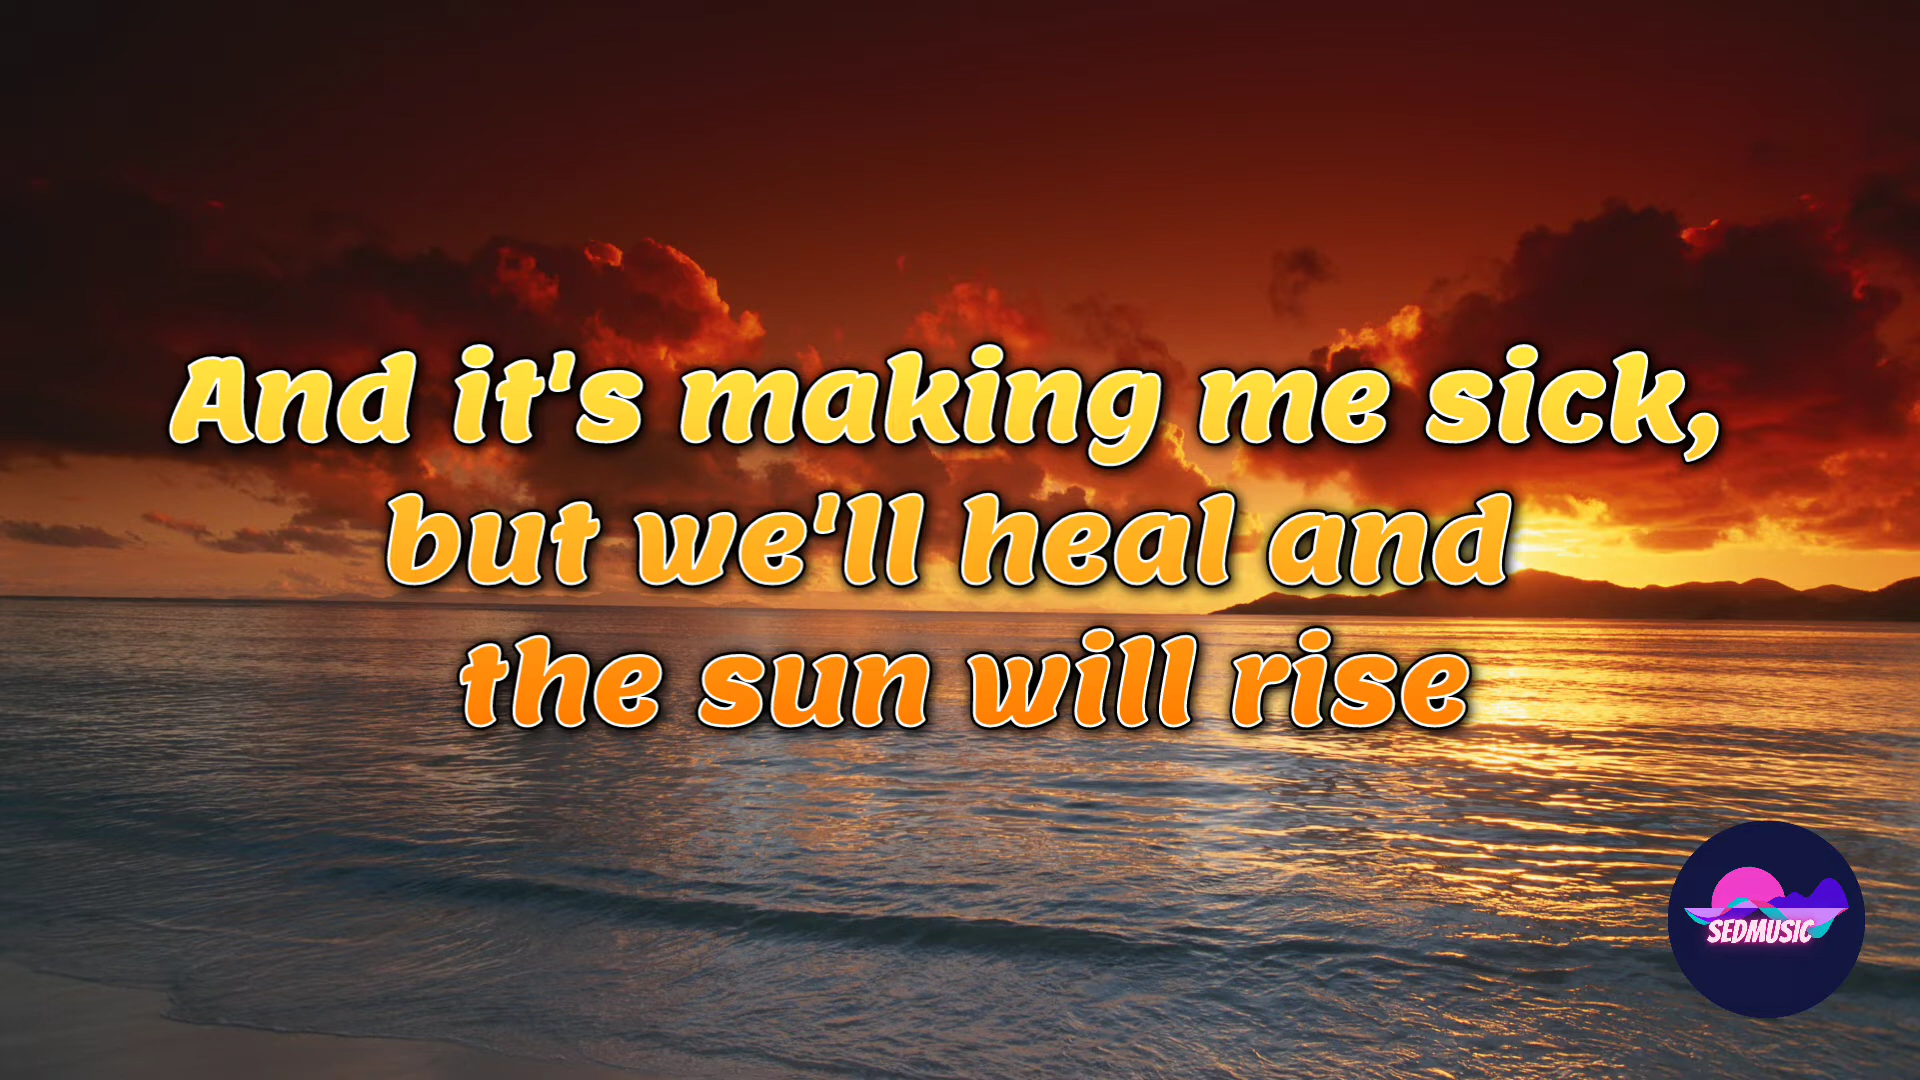 And it's making me sick,
but we'll heal and
the sun will rise
SEDMUSIC